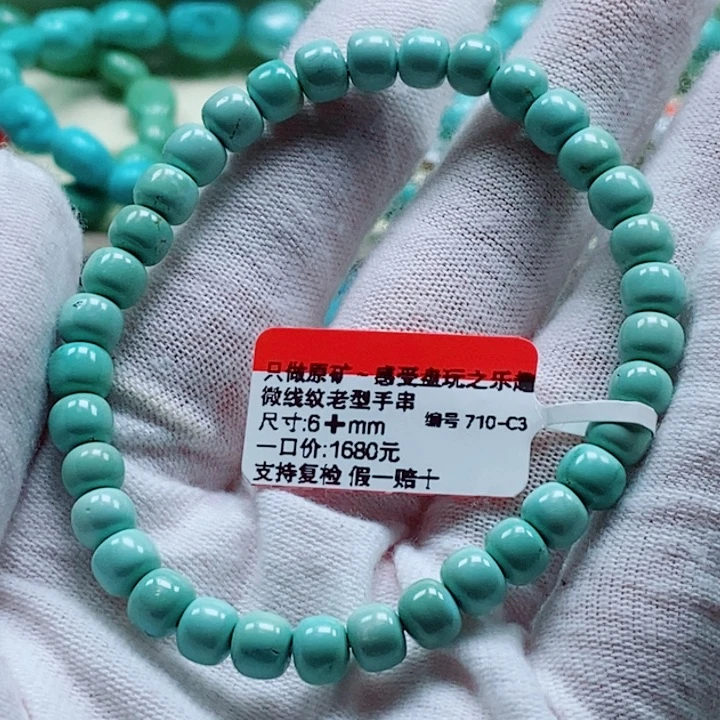 只做原矿~感受盘玩之乐趣
微线纹老型手串
尺寸:6+mm 编号 710-C3
一口价:1680元
支持复检 假一赔十